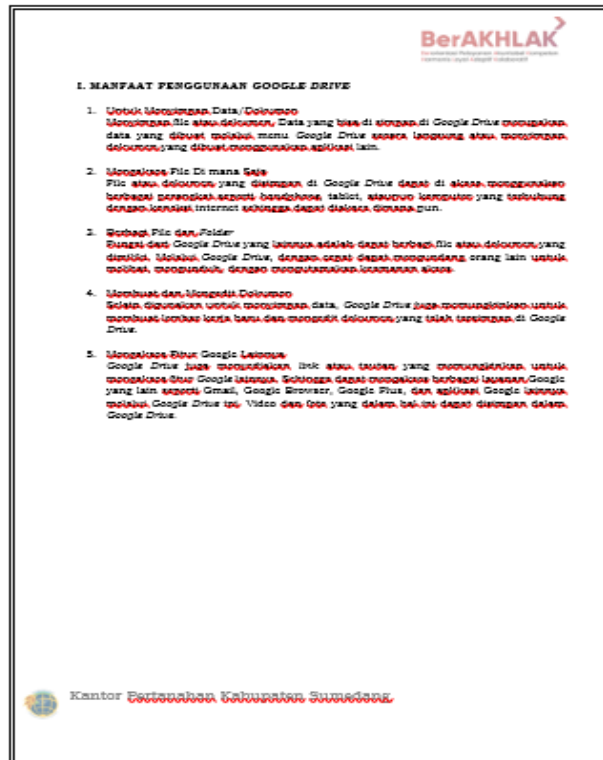 BerAKHLAK
Berorientasi Pelayanan Akuntabel Kompeten
Harmonis Loyal Adaptif Kolaboratif
I. MANFAAT PENGGUNAAN GOOGLE DRIVE
1. Untuk Menyimpan Data/Dokumen
Menyimpan file atau dokumen. Data yang bisa di simpan di Google Drive merupakan
data yang dibuat melalui menu Google Drive secara langsung atau menyimpan
dokumen yang dibuat menggunakan aplikasi lain.
2. Mengakses File Di mana Saja
File atau dokumen yang disimpan di Google Drive dapat di akses menggunakan
berbagai perangkat seperti handphone, tablet, ataupun komputer yang terhubung
dengan koneksi internet sehingga dapat diakses dimana pun.
3. Berbagi File dan Folder
Fungsi dari Google Drive yang lainnya adalah dapat berbagi file atau dokumen yang
dimiliki. Melalui Google Drive, dengan cepat dapat mengundang orang lain untuk
melihat, mengunduh, dengan mengutamakan keamanan akses.
4. Membuat dan Mengedit Dokumen
Selain digunakan untuk menyimpan data, Google Drive juga memungkinkan untuk
membuat lembar kerja baru dan mengedit dokumen yang telah tersimpan di Google
Drive.
5. Mengakses Fitur Google Lainnya
Google Drive juga menyediakan link atau tautan yang memungkinkan untuk
mengakses fitur Google lainnya. Sehingga dapat mengakses berbagai layanan Google
yang lain seperti Gmail, Google Browser, Google Plus, dan aplikasi Google lainnya
melalui Google Drive ini. Video dan foto yang dalam hal ini dapat disimpan dalam
Google Drive.
Kantor Pertanahan Kabupaten Sumedang